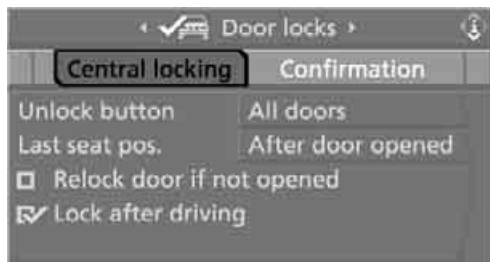 Door locks
Central locking Confirmation
Unlock button All doors
Last seat pos. After door opened
Relock door if not opened
Lock after driving